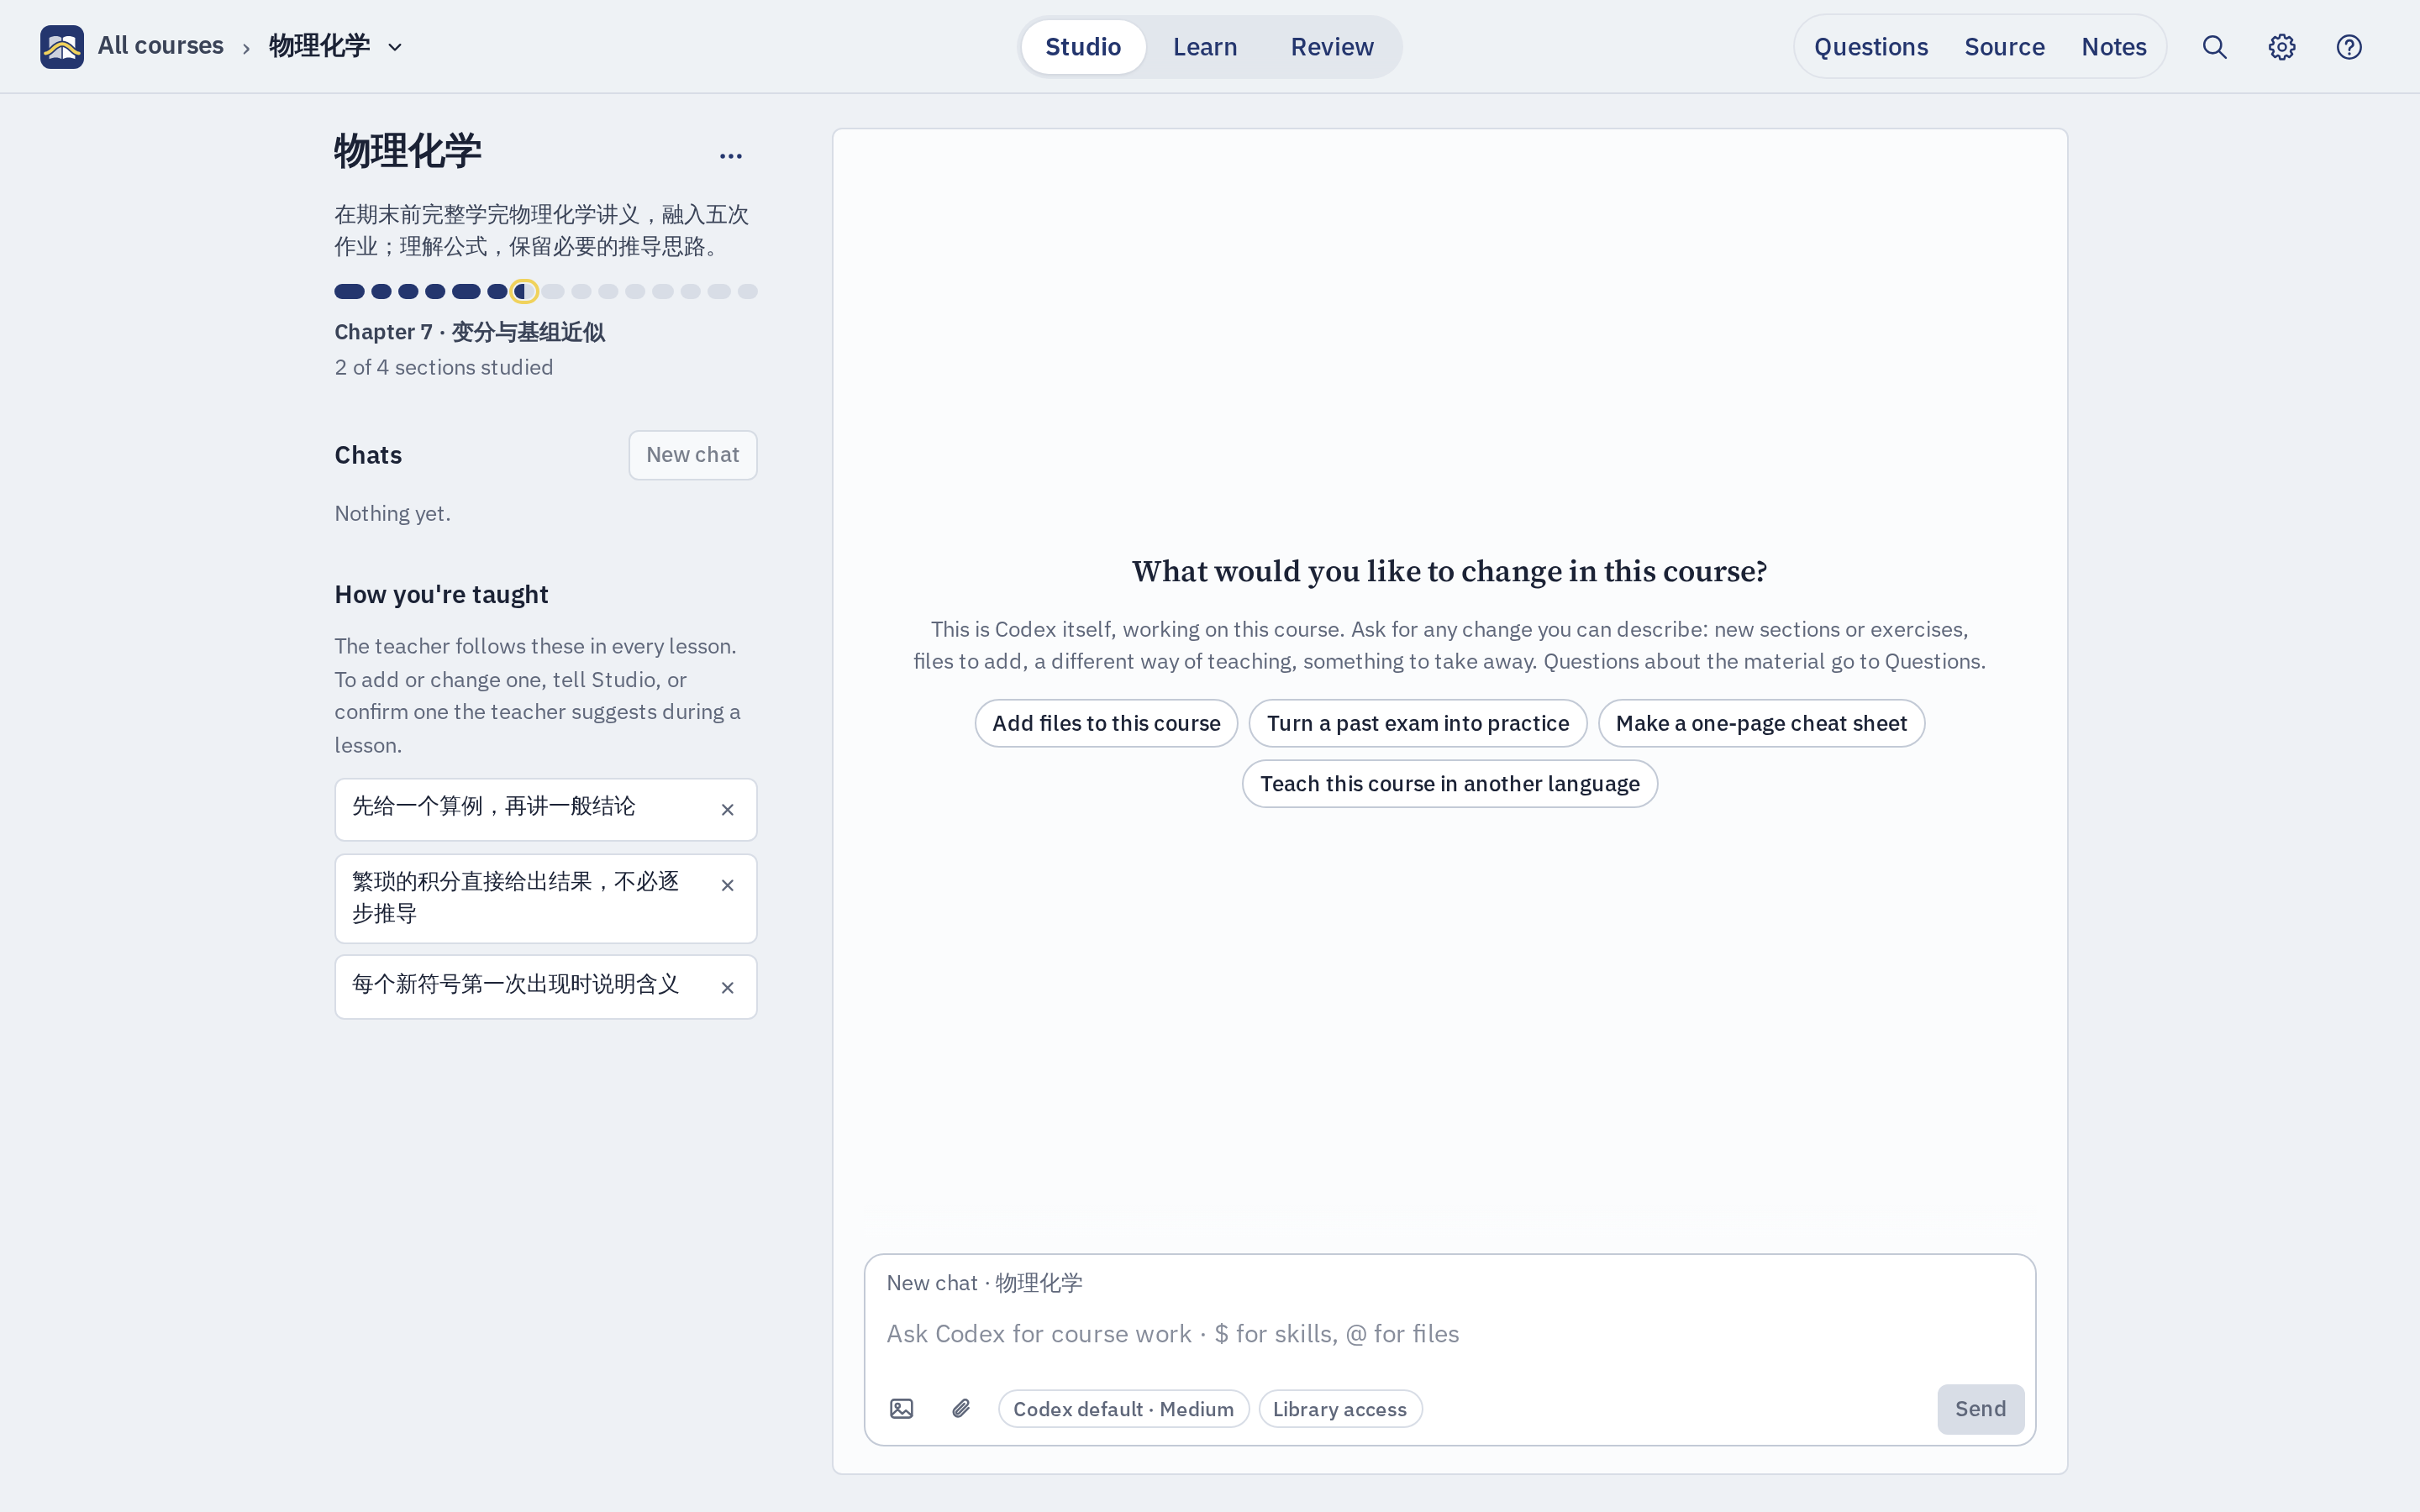 All courses › 物理化学
Studio
Learn
Review
Questions
Source
Notes
物理化学
在期末前完整学完物理化学讲义，融入五次
作业；理解公式，保留必要的推导思路。
Chapter 7 · 变分与基组近似
2 of 4 sections studied
Chats
New chat
Nothing yet.
How you're taught
The teacher follows these in every lesson.
To add or change one, tell Studio, or
confirm one the teacher suggests during a
lesson.
先给一个算例，再讲一般结论
繁琐的积分直接给出结果，不必逐
步推导
每个新符号第一次出现时说明含义
What would you like to change in this course?
This is Codex itself, working on this course. Ask for any change you can describe: new sections or exercises,
files to add, a different way of teaching, something to take away. Questions about the material go to Questions.
Add files to this course
Turn a past exam into practice
Make a one-page cheat sheet
Teach this course in another language
New chat · 物理化学
Ask Codex for course work · $ for skills, @ for files
Codex default · Medium
Library access
Send